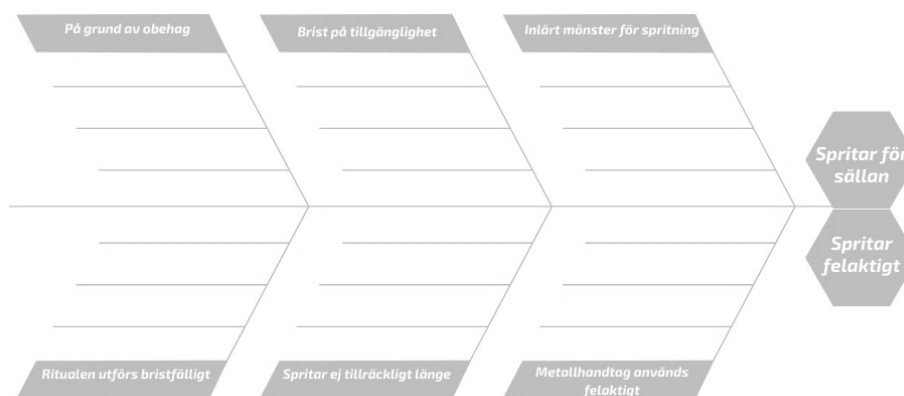 På grund av obehag
Brist på tillgänglighet
Inlärt mönster för spritning
Spritar för
sällan
Spritar
felaktigt
Ritualen utförs bristfälligt
Spritar ej tillräckligt länge
Metallhandtag används
felaktigt